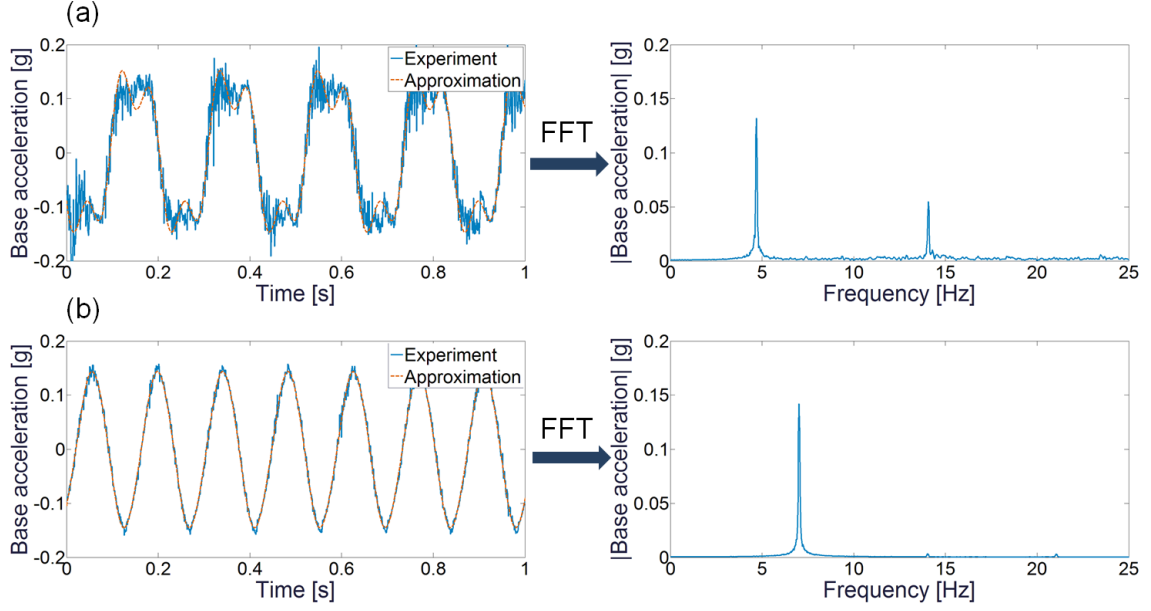 (a)
Base acceleration [g]
0.2
0.1
0
-0.1
-0.2
Experiment
Approximation
0 0.2 0.4 0.6 0.8 1
Time [s]
FFT
|Base acceleration| [g]
0.2
0.15
0.1
0.05
0
0 5 10 15 20 25
Frequency [Hz]
(b)
Base acceleration [g]
0.2
0.1
0
-0.1
-0.2
Experiment
Approximation
0 0.2 0.4 0.6 0.8 1
Time [s]
FFT
|Base acceleration| [g]
0.2
0.15
0.1
0.05
0
0 5 10 15 20 25
Frequency [Hz]